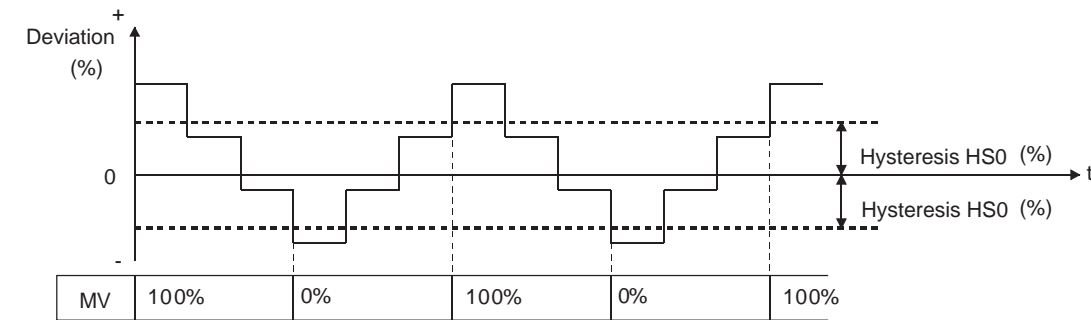 +
Deviation
(%)
0
Hysteresis HS0 (%)
t
Hysteresis HS0 (%)
-
MV 100% 0% 100% 0% 100%